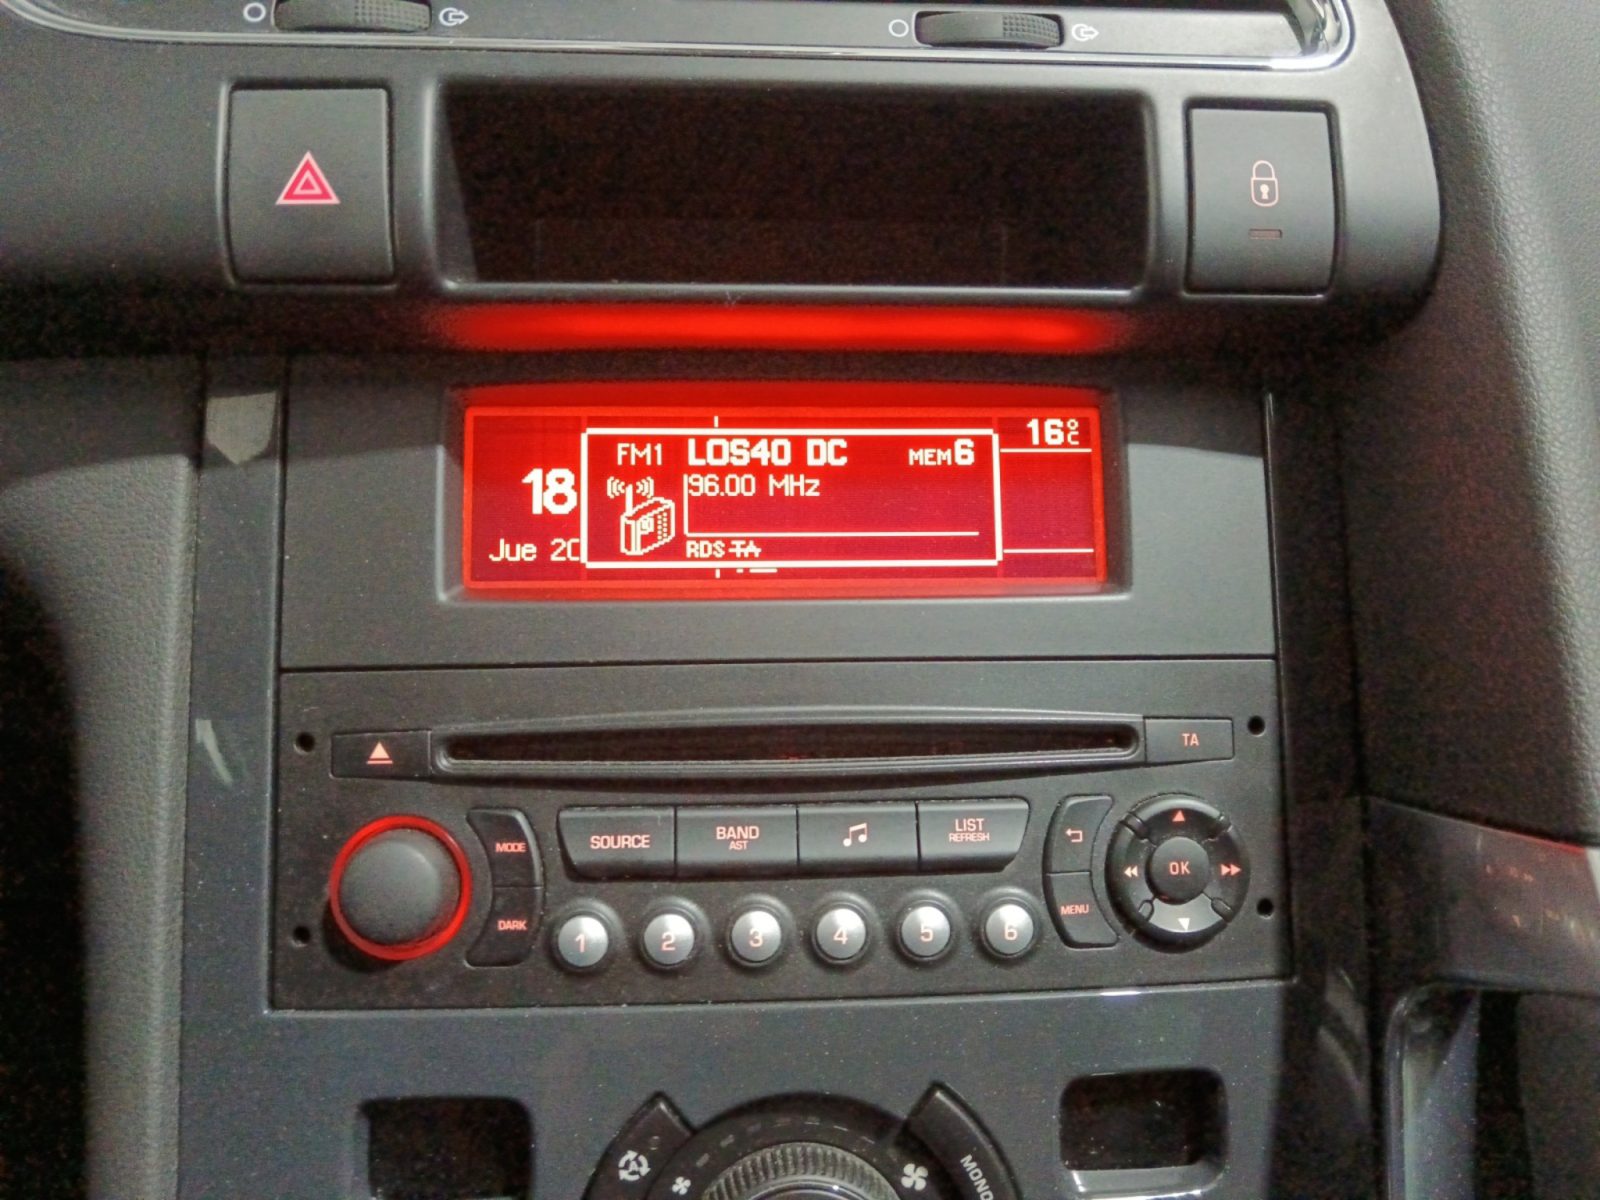 16°C
FM1 LOS40 DC MEM6
18
96.00 MHz
Jue 20
RDS TA
TA
MODE
SOURCE
BAND
AST
LIST
REFRESH
OK
DARK
MENU
1 2 3 4 5 6
MONO